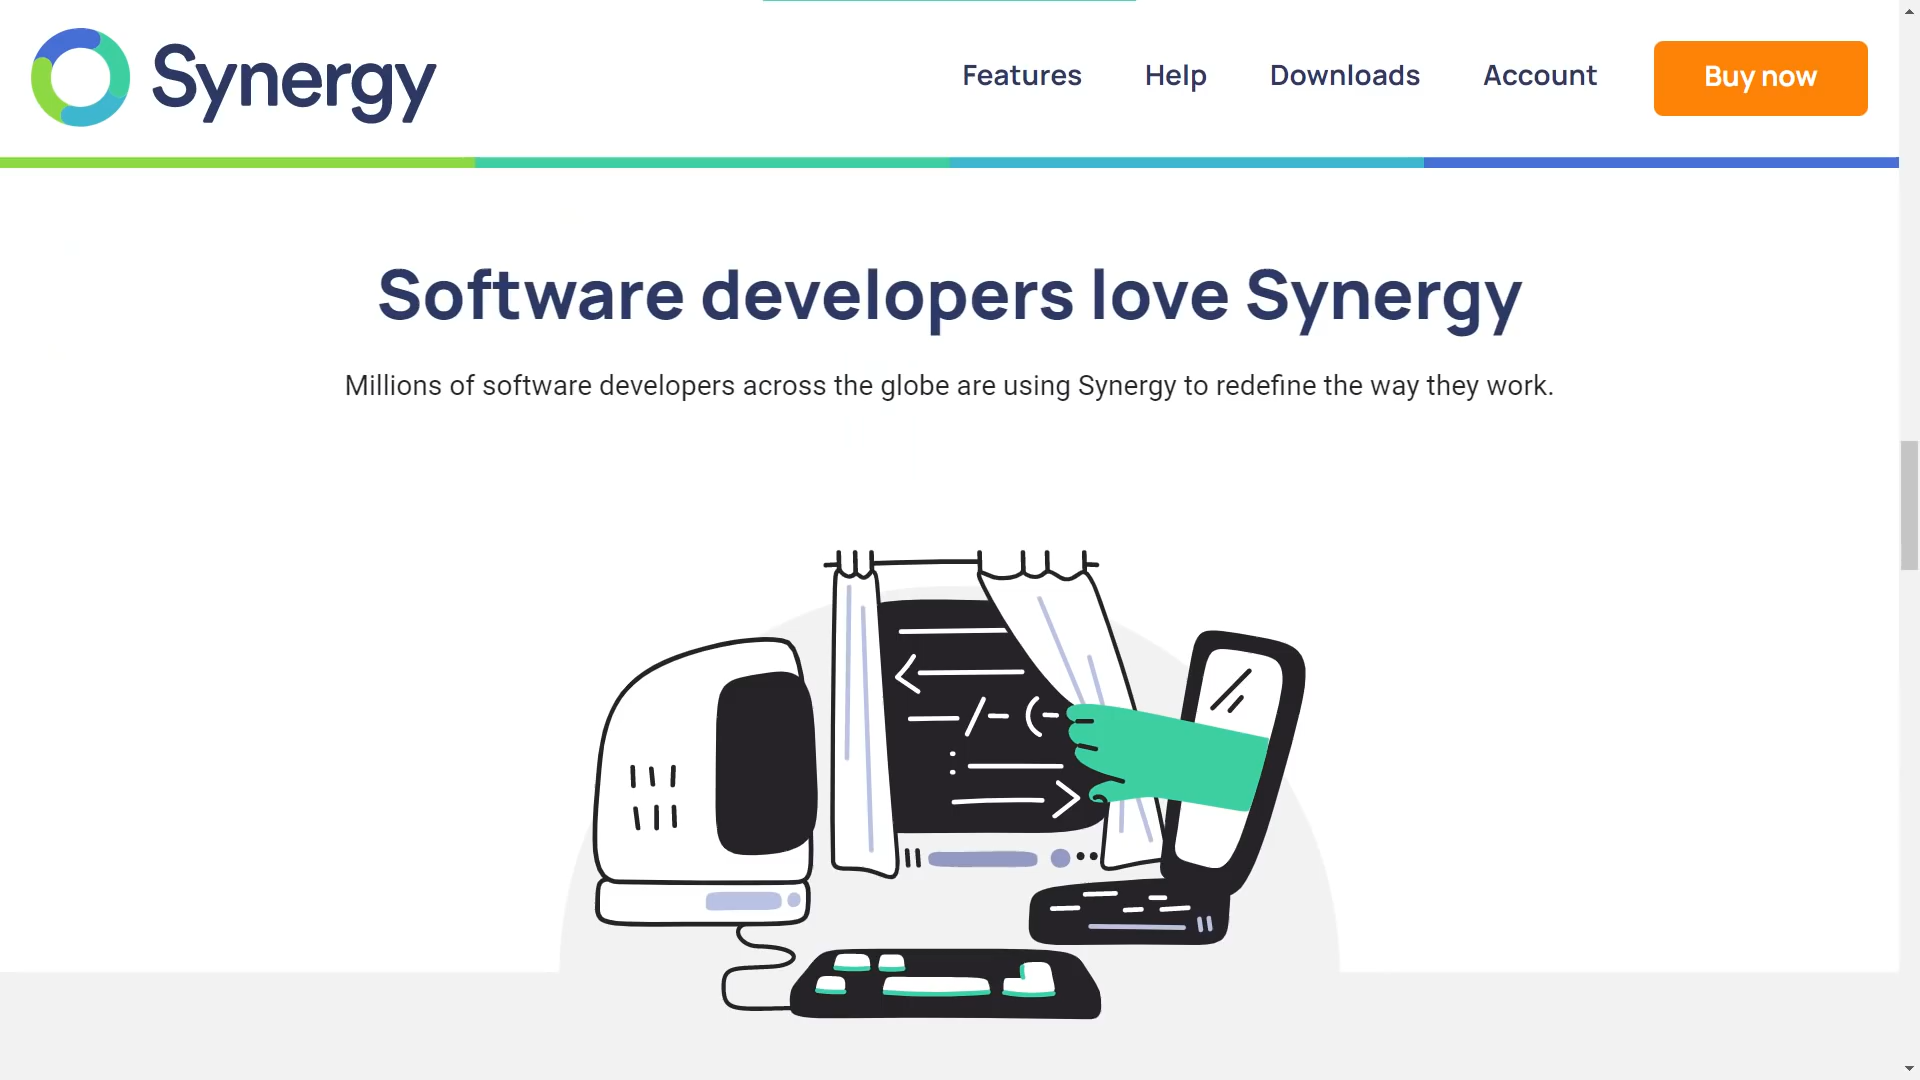 Synergy
Features
Help
Downloads
Account
Buy now
Software developers love Synergy
Millions of software developers across the globe are using Synergy to redefine the way they work.